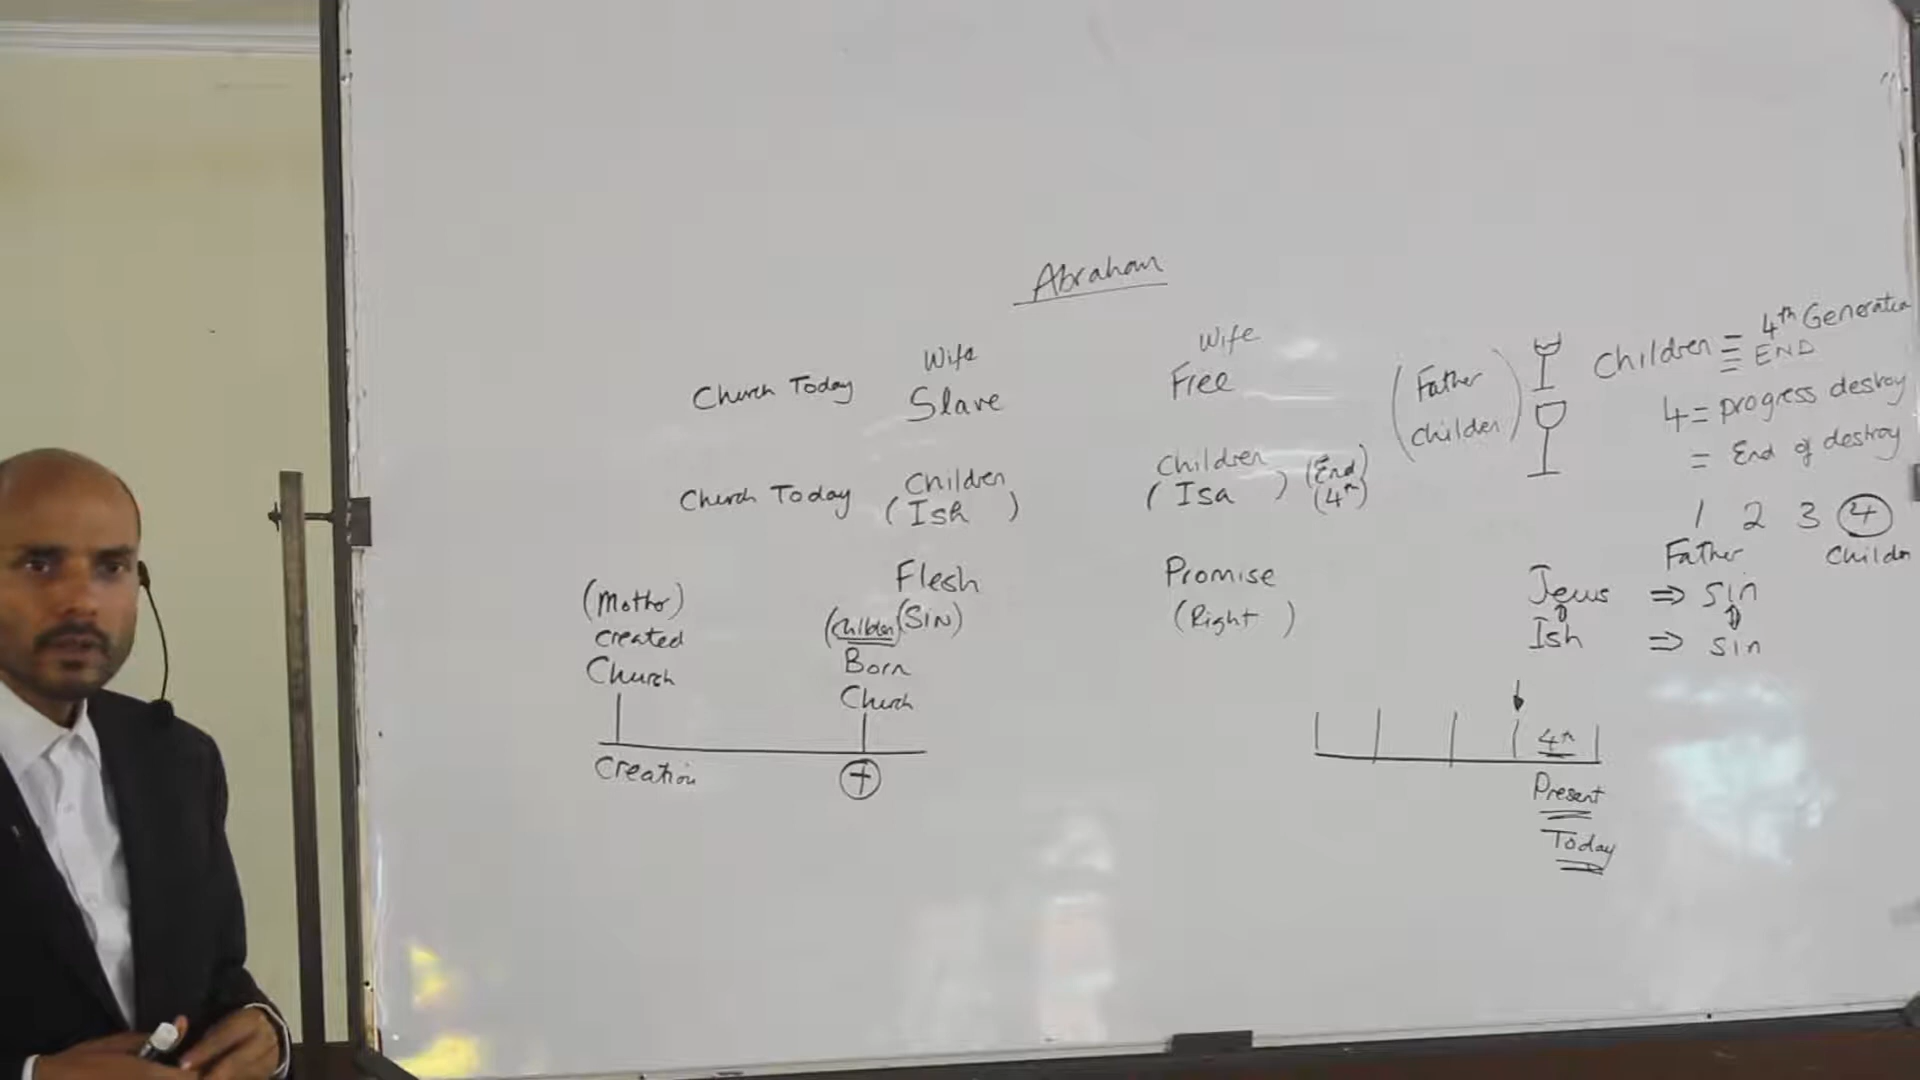 Abraham
Wife
Church Today Slave
Children
Church Today (Ish)
Flesh
(SIN)
(Mother)
created
Church
(Children)
Born
Church
Creation
Wife
Free
Children
(Isa) (End)
(4th)
Promise
(Right)
(Father
Children)
Children = 4th Generation
= END
4 = progress destroy
= End of destroy
1 2 3 4
Father Childn
Jews ⇒ Sin
Ish ⇒ Sin
4th
Present
Today